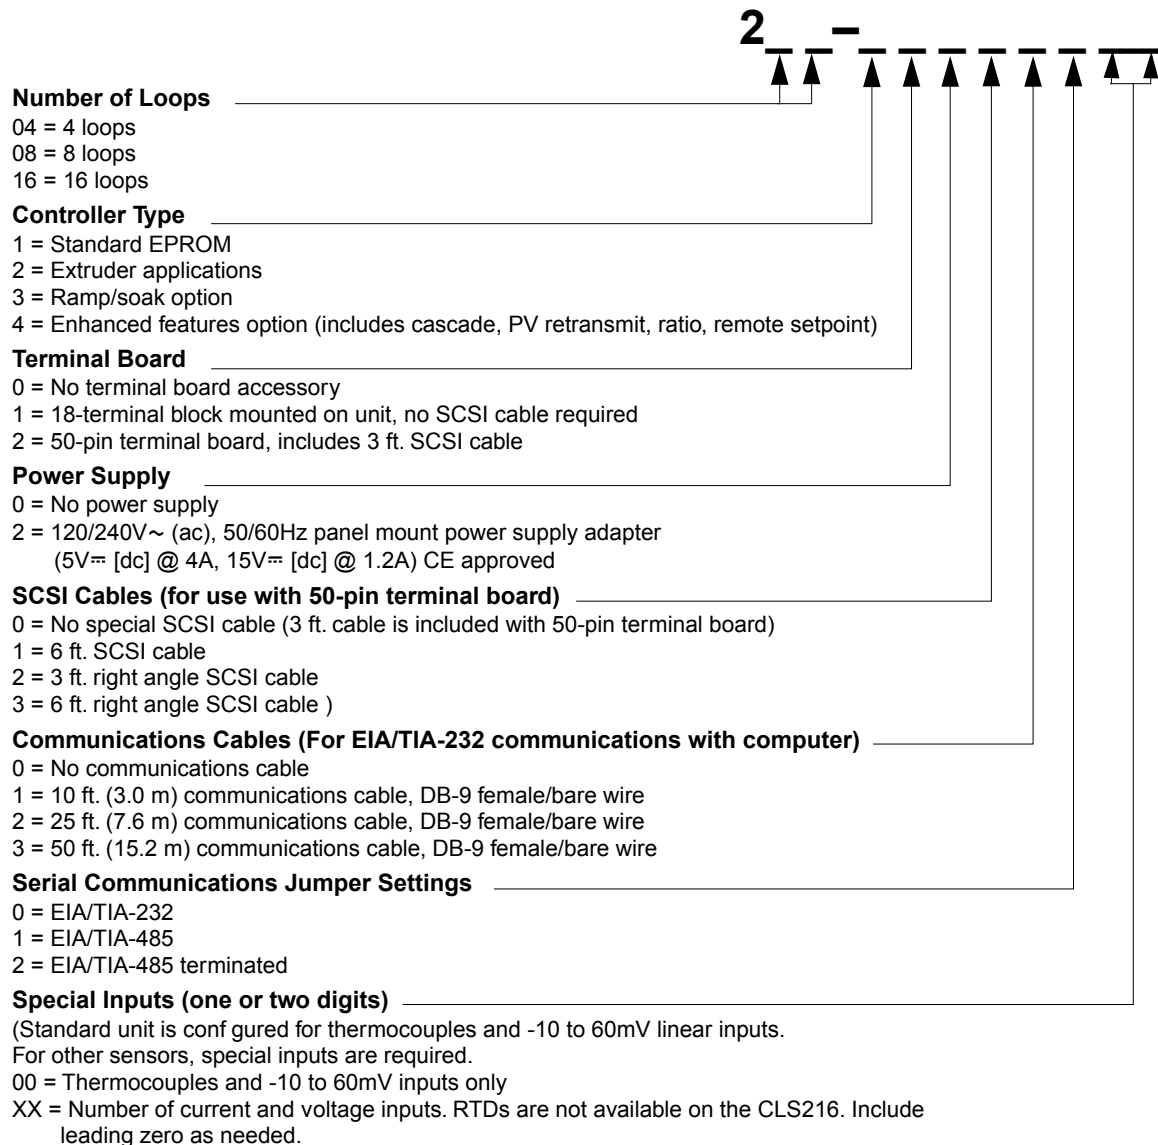 2 –
Number of Loops
04 = 4 loops
08 = 8 loops
16 = 16 loops
Controller Type
1 = Standard EPROM
2 = Extruder applications
3 = Ramp/soak option
4 = Enhanced features option (includes cascade, PV retransmit, ratio, remote setpoint)
Terminal Board
0 = No terminal board accessory
1 = 18-terminal block mounted on unit, no SCSI cable required
2 = 50-pin terminal board, includes 3 ft. SCSI cable
Power Supply
0 = No power supply
2 = 120/240V~ (ac), 50/60Hz panel mount power supply adapter
(5V⎓ [dc] @ 4A, 15V⎓ [dc] @ 1.2A) CE approved
SCSI Cables (for use with 50-pin terminal board)
0 = No special SCSI cable (3 ft. cable is included with 50-pin terminal board)
1 = 6 ft. SCSI cable
2 = 3 ft. right angle SCSI cable
3 = 6 ft. right angle SCSI cable )
Communications Cables (For EIA/TIA-232 communications with computer)
0 = No communications cable
1 = 10 ft. (3.0 m) communications cable, DB-9 female/bare wire
2 = 25 ft. (7.6 m) communications cable, DB-9 female/bare wire
3 = 50 ft. (15.2 m) communications cable, DB-9 female/bare wire
Serial Communications Jumper Settings
0 = EIA/TIA-232
1 = EIA/TIA-485
2 = EIA/TIA-485 terminated
Special Inputs (one or two digits)
(Standard unit is conf gured for thermocouples and -10 to 60mV linear inputs.
For other sensors, special inputs are required.
00 = Thermocouples and -10 to 60mV inputs only
XX = Number of current and voltage inputs. RTDs are not available on the CLS216. Include
leading zero as needed.